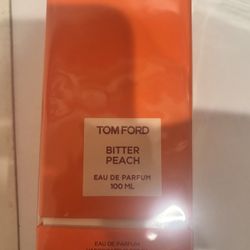 TOM FORD
BITTER
PEACH
EAU DE PARFUM
100 ML
EAU DE PARFUM